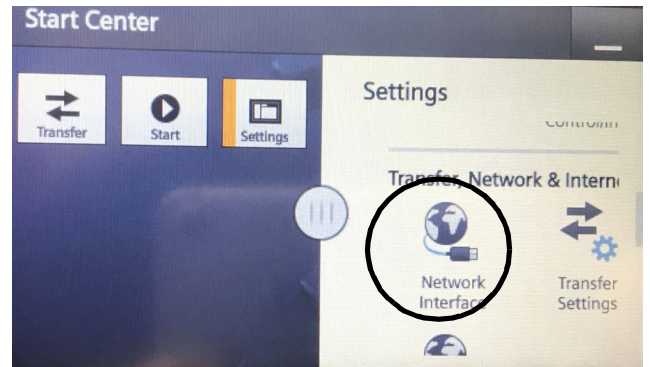 Start Center
Transfer
Start
Settings
Settings
Transfer, Network & Intern
Network
Interface
Transfer
Settings